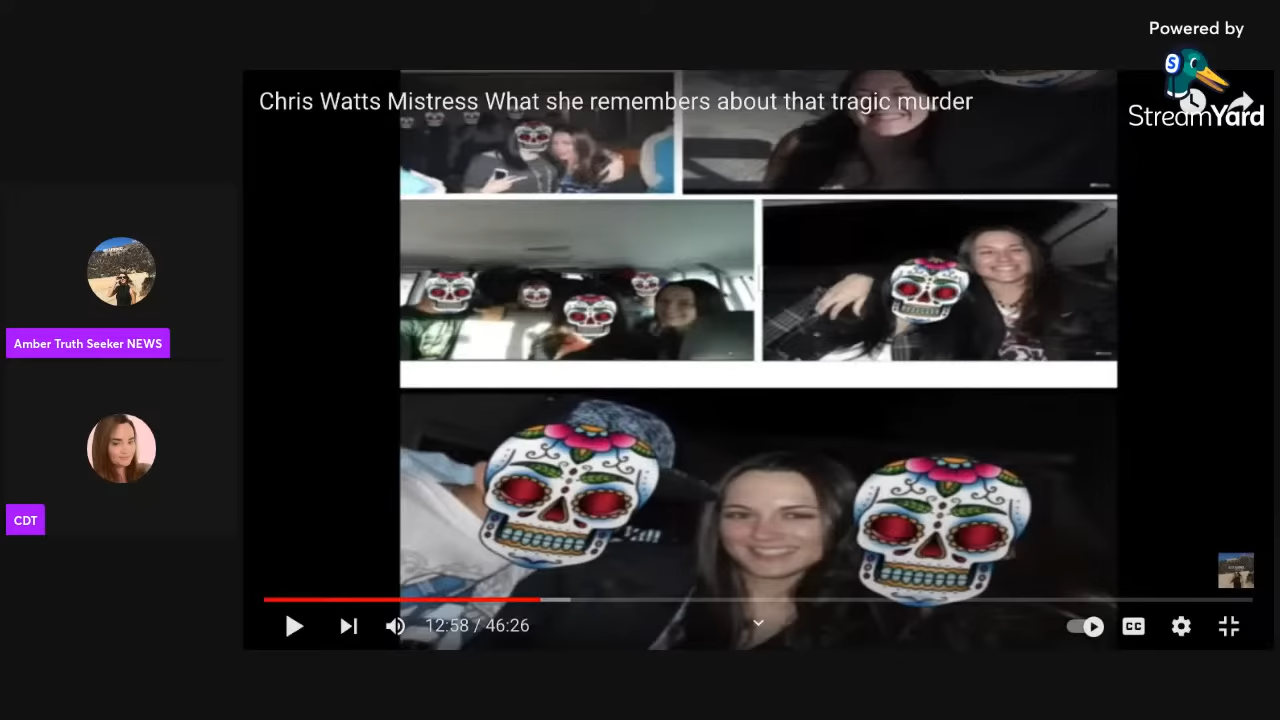 Powered by
S
StreamYard
Chris Watts Mistress What she remembers about that tragic murder
Amber Truth Seeker NEWS
CDT
12:58 / 46:26
CC